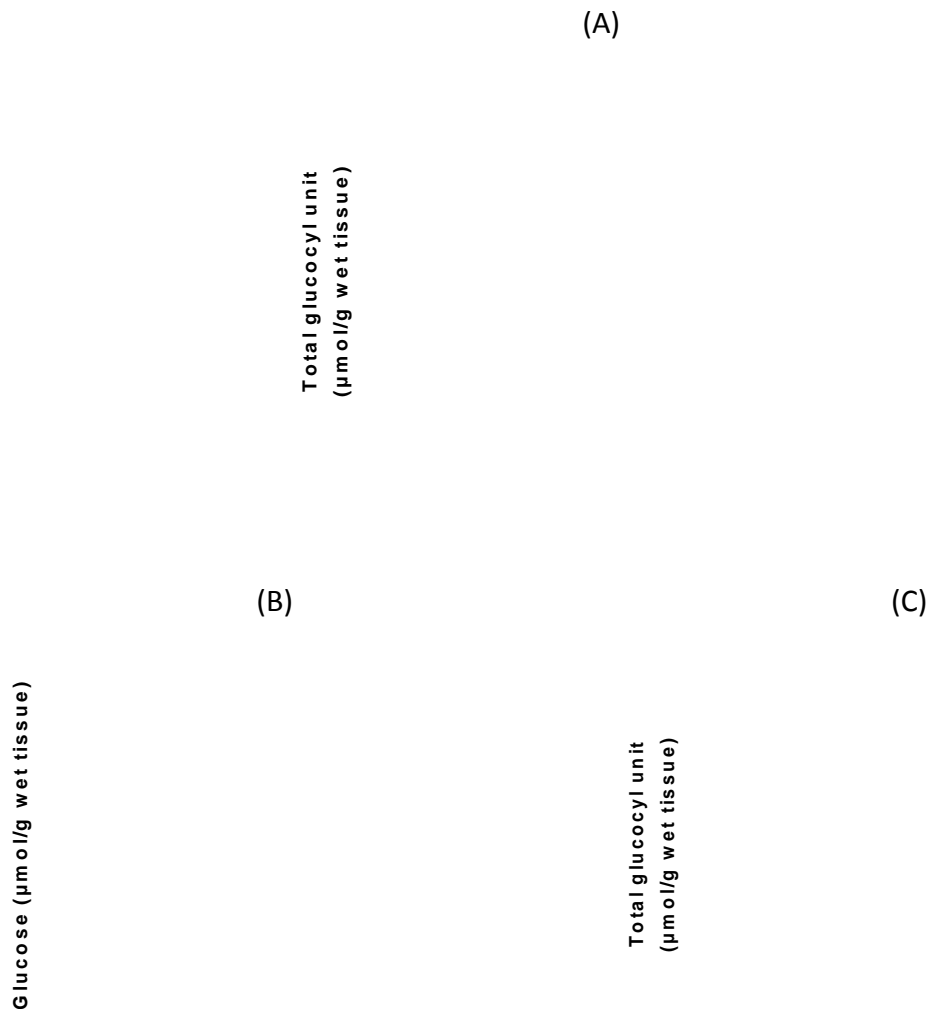 (A)
Total glucocyl unit
(µmol/g wet tissue)
(B)
Glucose (µmol/g wet tissue)
(C)
Total glucocyl unit
(µmol/g wet tissue)